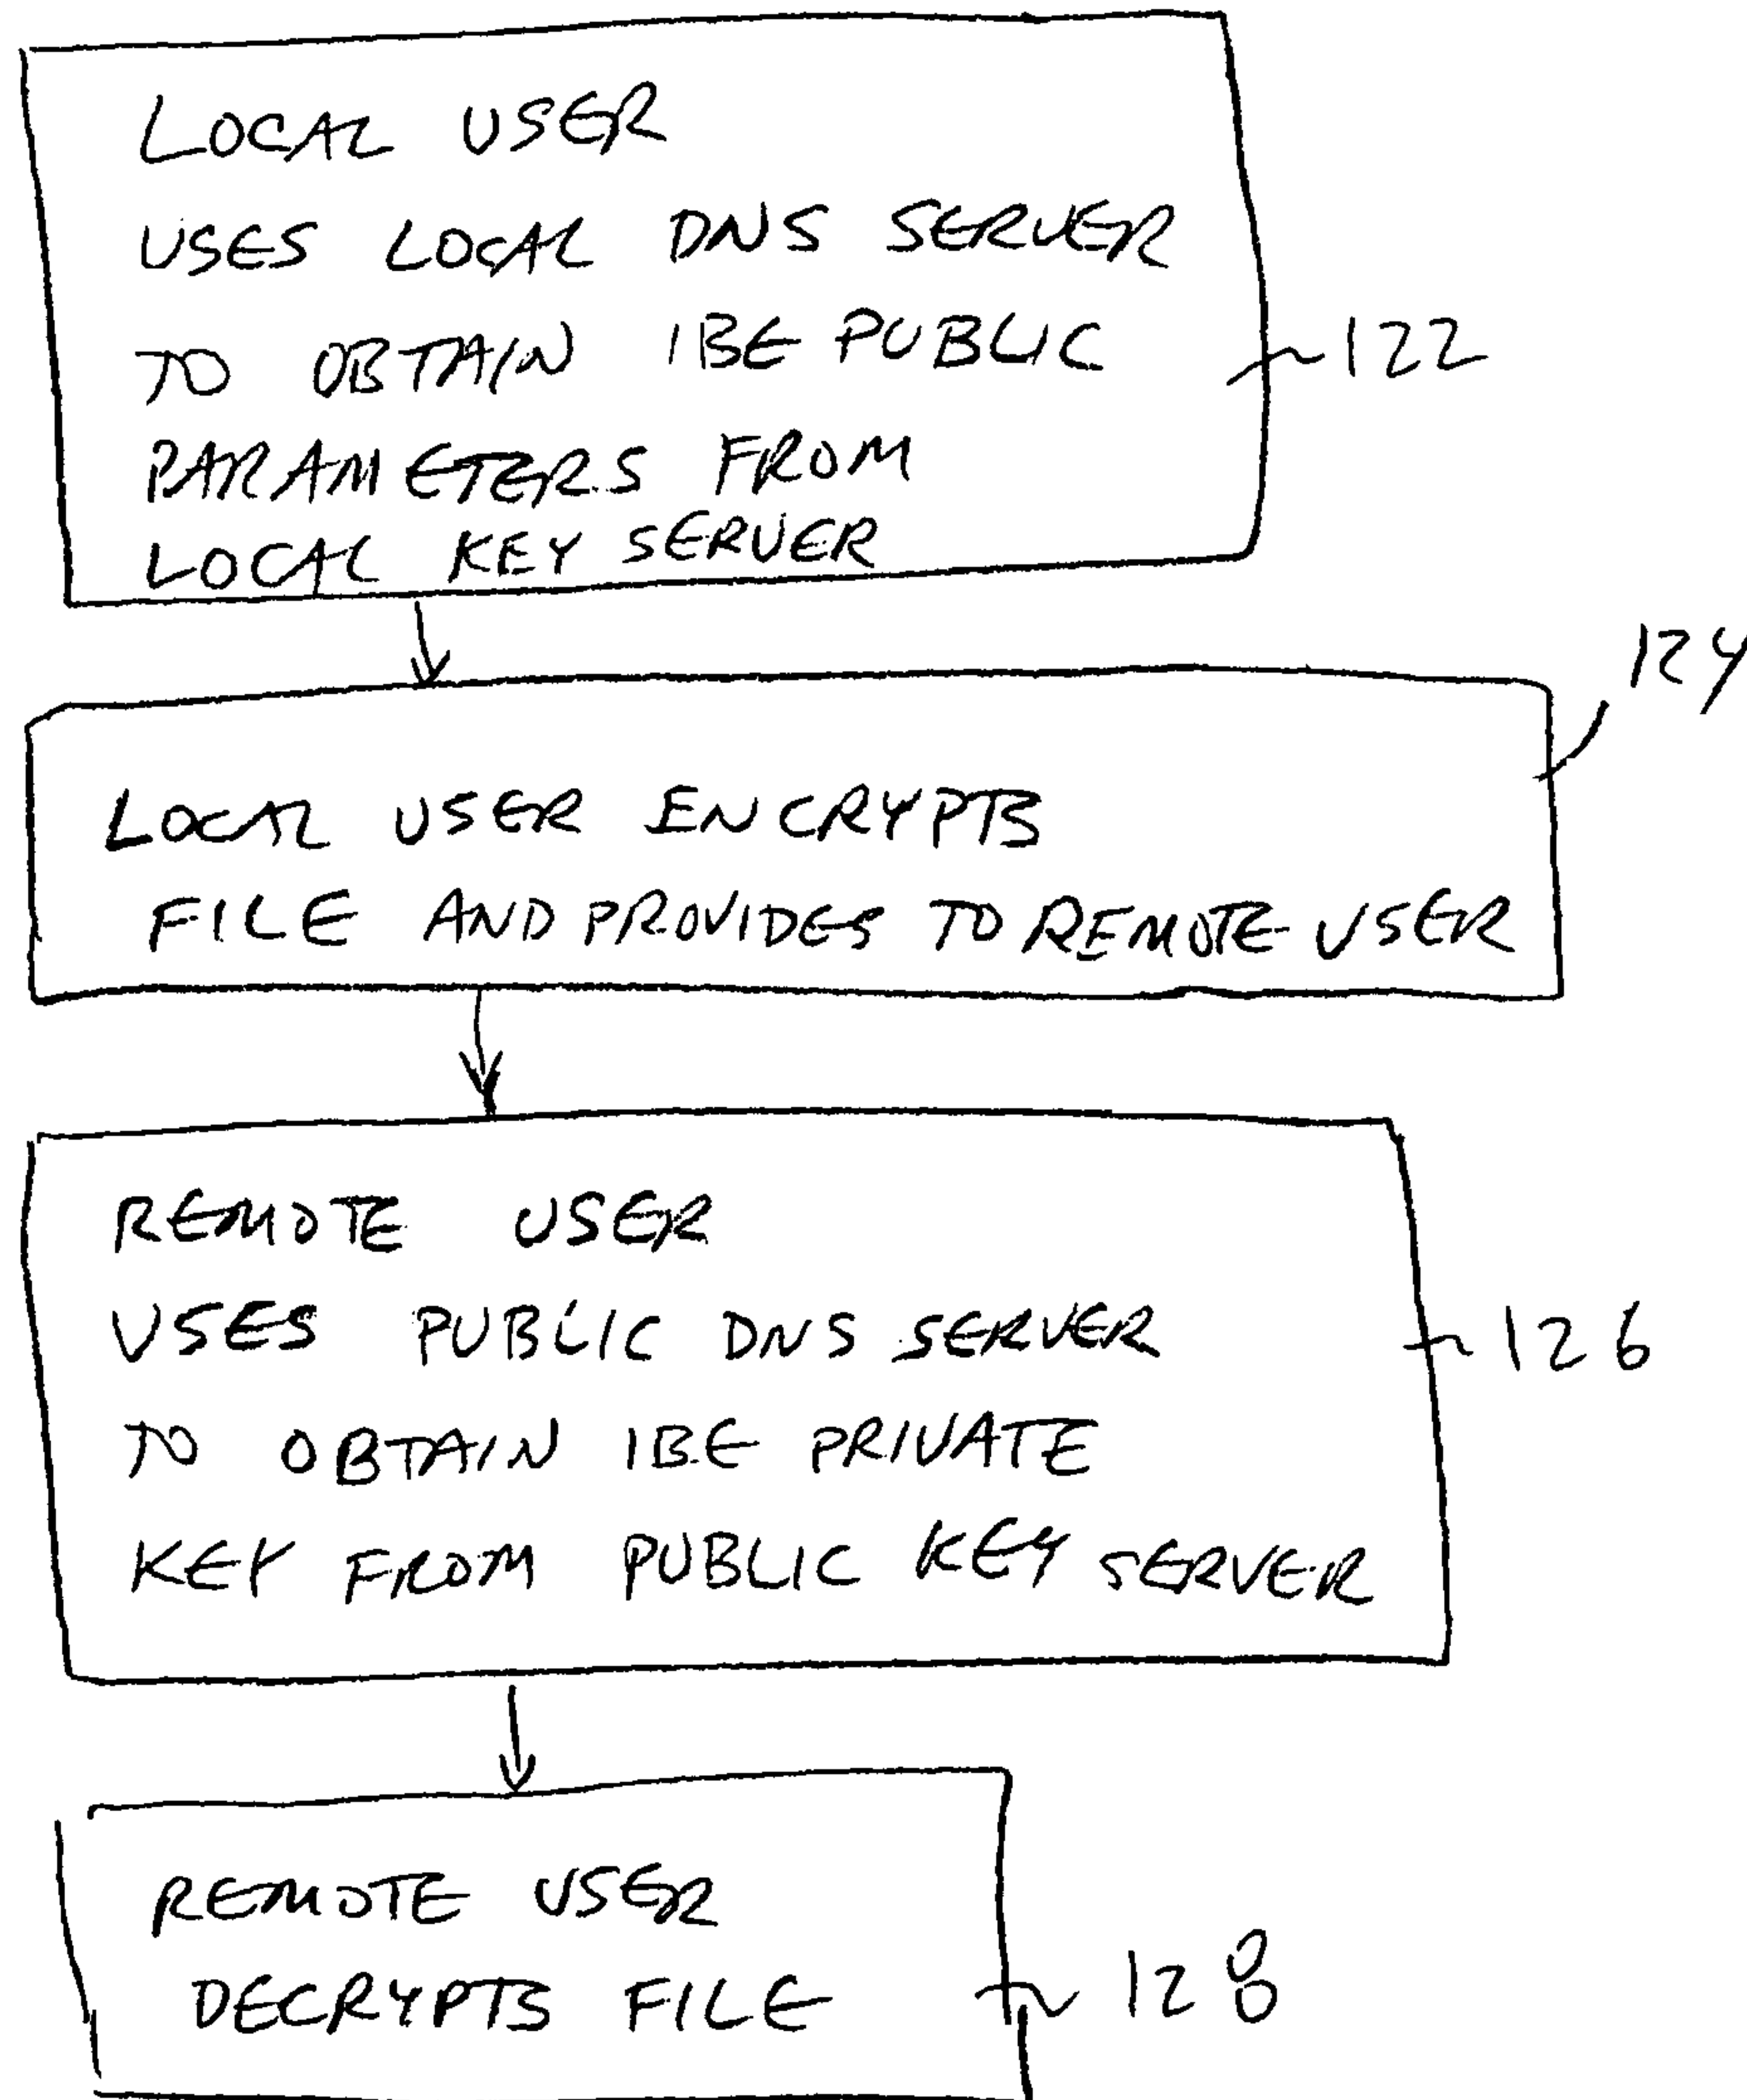 LOCAL USER
USES LOCAL DNS SERVER
TO OBTAIN IBE PUBLIC
PARAMETERS FROM
LOCAL KEY SERVER
122
124
LOCAL USER ENCRYPTS
FILE AND PROVIDES TO REMOTE USER
REMOTE USER
USES PUBLIC DNS SERVER
TO OBTAIN IBE PRIVATE
KEY FROM PUBLIC KEY SERVER
126
REMOTE USER
DECRYPTS FILE
128